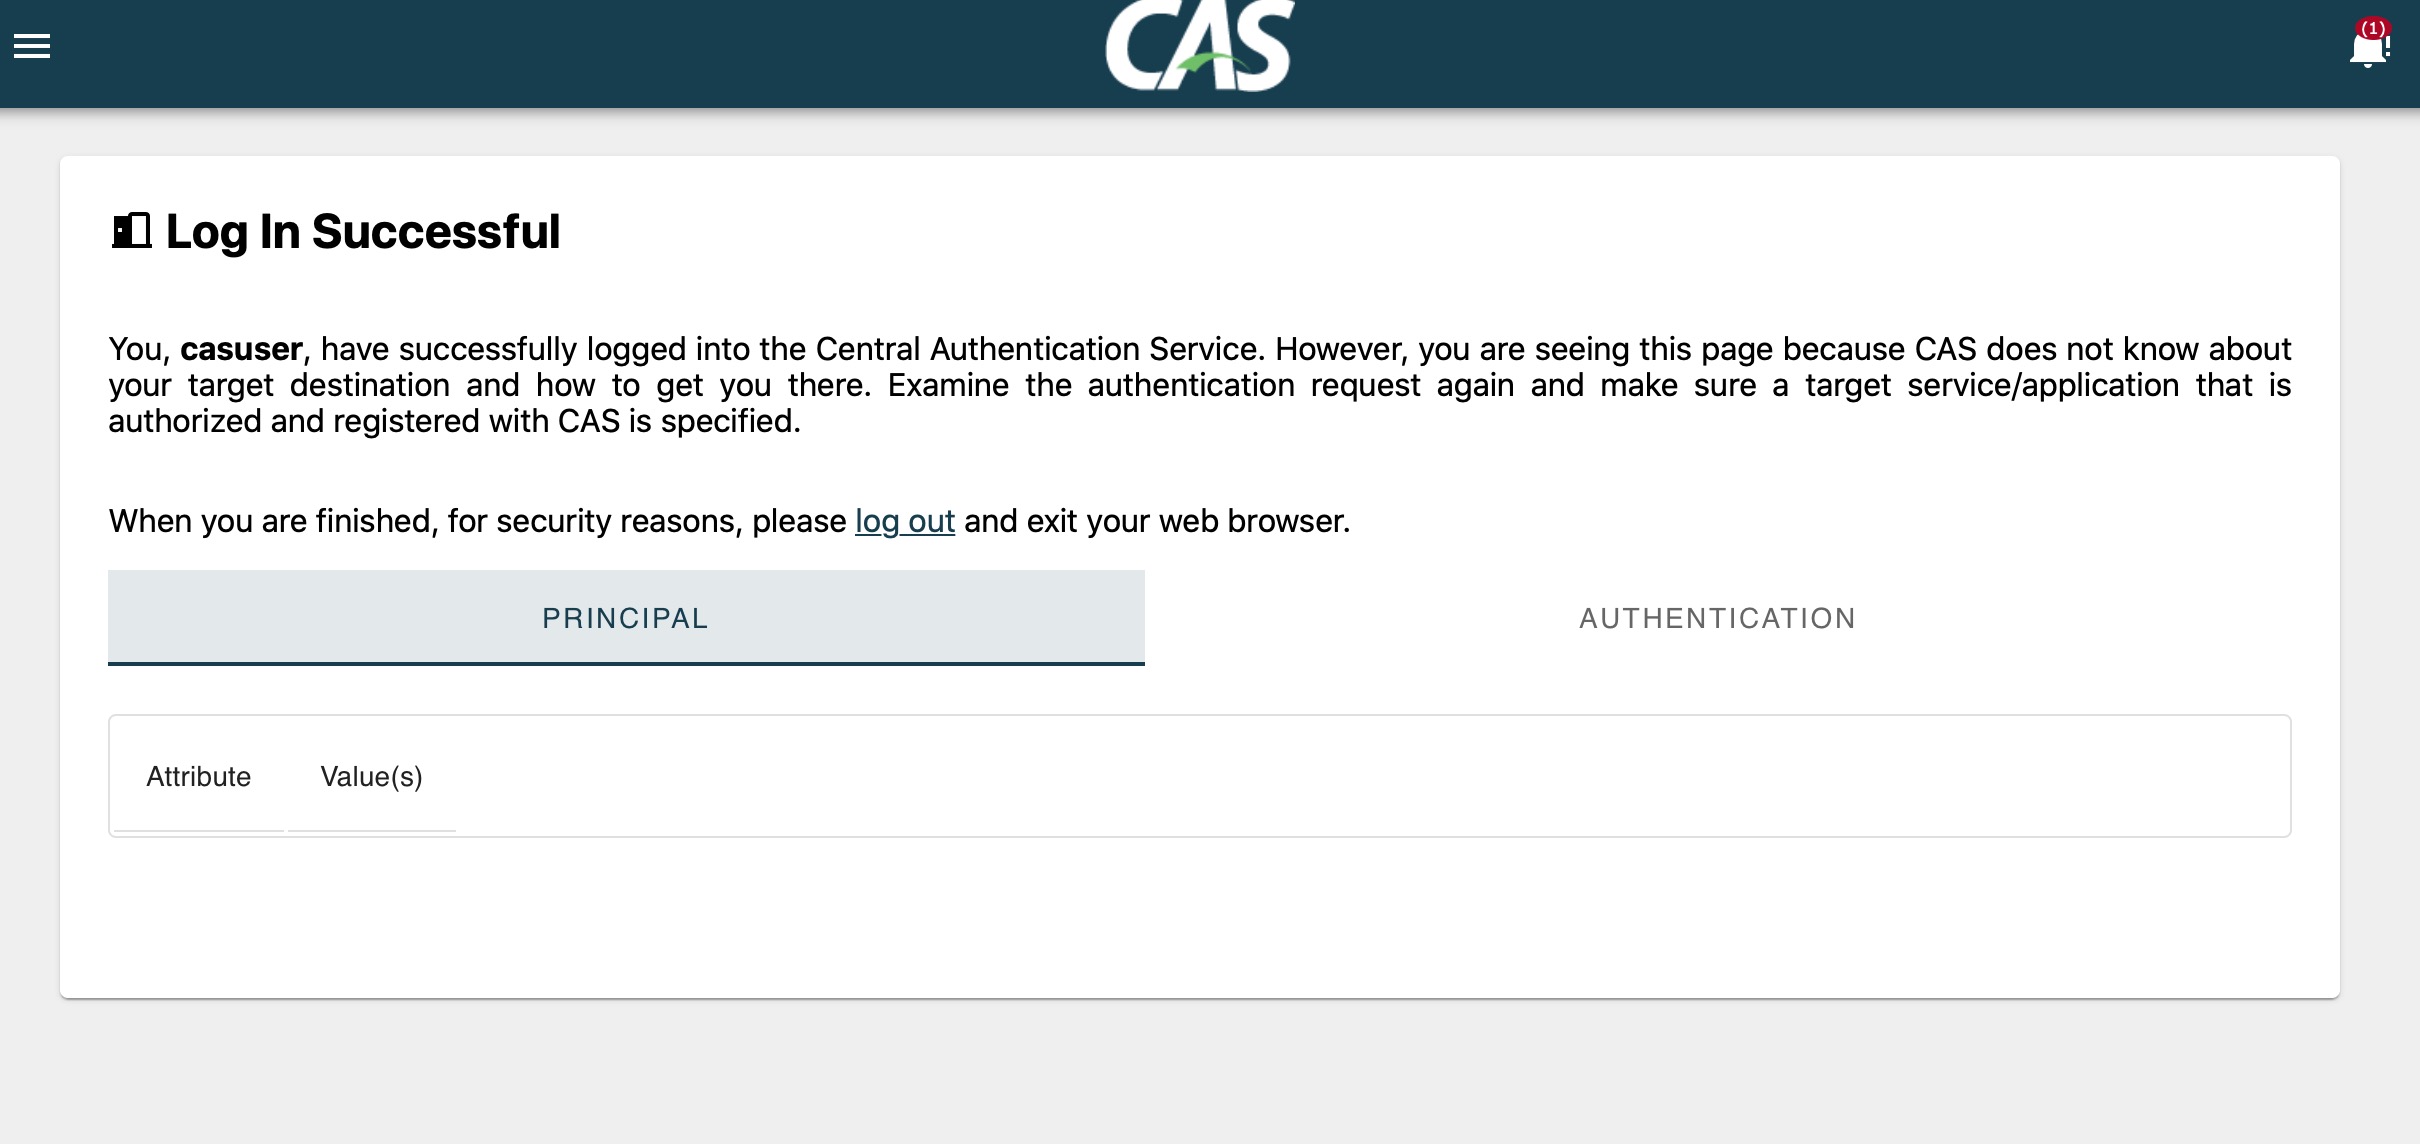 CAS
(1)
Log In Successful
You, casuser, have successfully logged into the Central Authentication Service. However, you are seeing this page because CAS does not know about
your target destination and how to get you there. Examine the authentication request again and make sure a target service/application that is
authorized and registered with CAS is specified.
When you are finished, for security reasons, please log out and exit your web browser.
PRINCIPAL
AUTHENTICATION
Attribute Value(s)